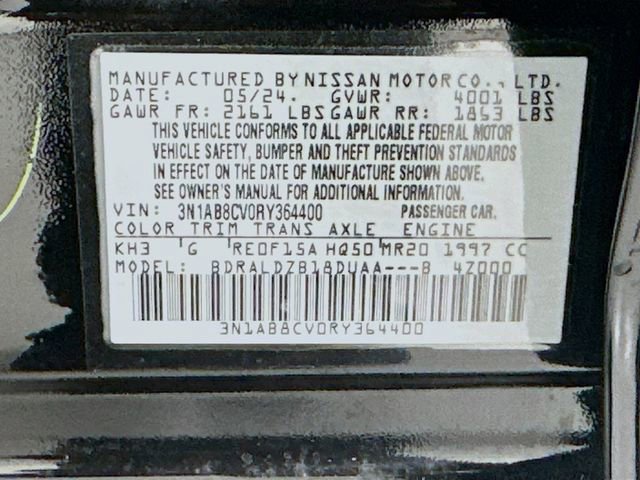 MANUFACTURED BY NISSAN MOTOR CO., LTD.
DATE: 05/24. GVWR: 4001 LBS
GAWR FR: 2161 LBS GAWR RR: 1863 LBS
THIS VEHICLE CONFORMS TO ALL APPLICABLE FEDERAL MOTOR
VEHICLE SAFETY, BUMPER AND THEFT PREVENTION STANDARDS
IN EFFECT ON THE DATE OF MANUFACTURE SHOWN ABOVE.
SEE OWNER'S MANUAL FOR ADDITIONAL INFORMATION.
VIN: 3N1AB8CV0RY364400 PASSENGER CAR.
COLOR TRIM TRANS AXLE ENGINE
KH3 G RE0F15A HQ50 MR20 1997 CC
MODEL: BDRALDZB18DUAA---B 4Z000
3N1AB8CV0RY364400